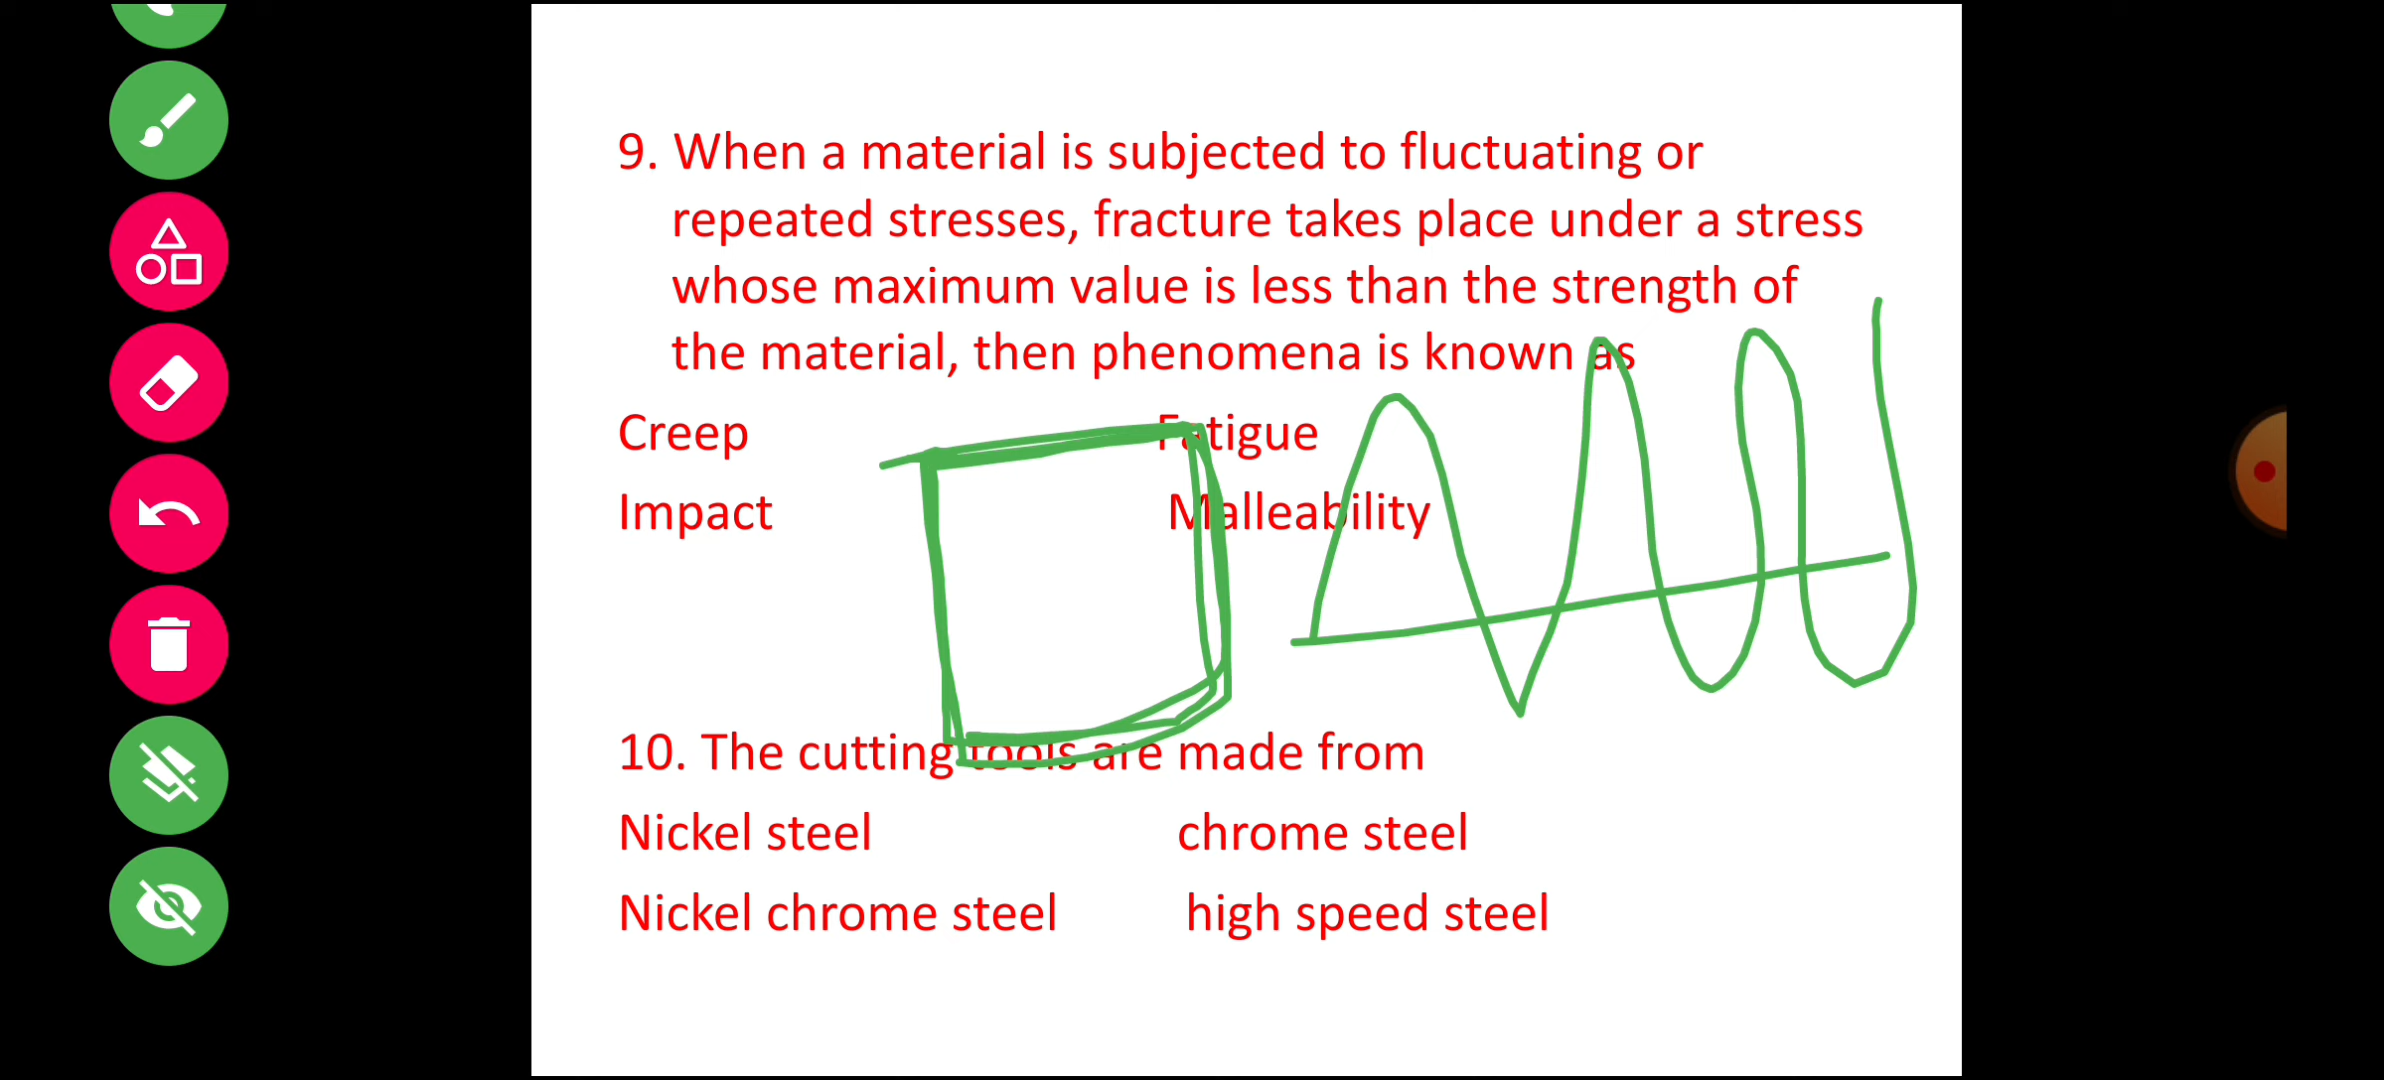 9. When a material is subjected to fluctuating or
repeated stresses, fracture takes place under a stress
whose maximum value is less than the strength of
the material, then phenomena is known as
Creep Fatigue
Impact Malleability
10. The cutting tools are made from
Nickel steel chrome steel
Nickel chrome steel high speed steel